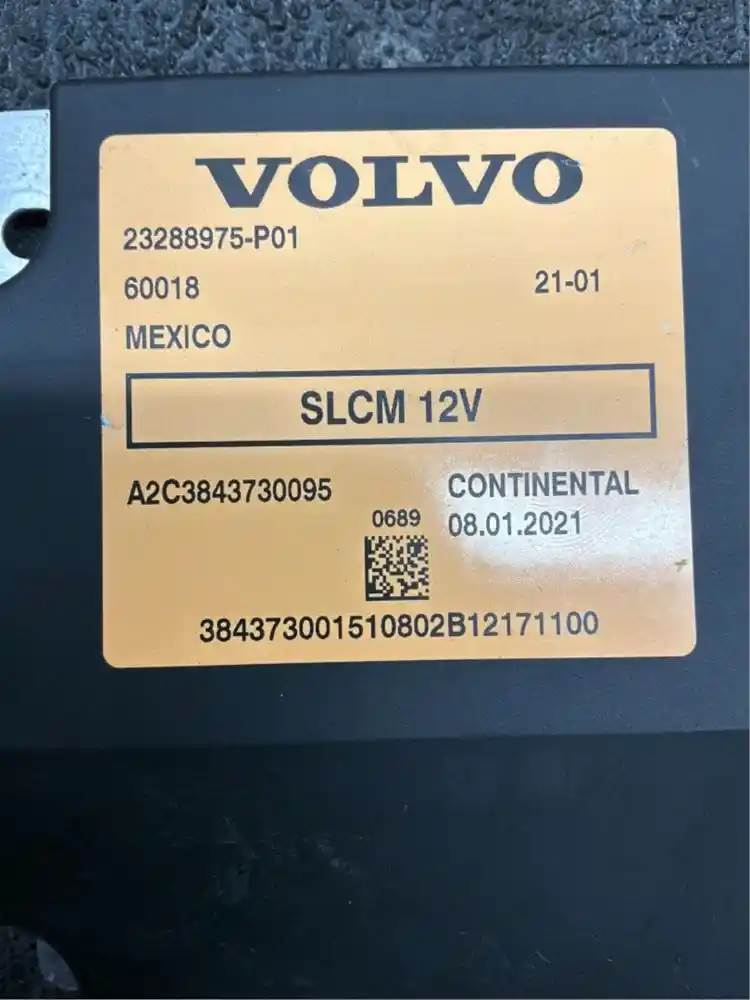 VOLVO
23288975-P01
60018 21-01
MEXICO
SLCM 12V
A2C3843730095 CONTINENTAL
0689 08.01.2021
384373001510802B12171100